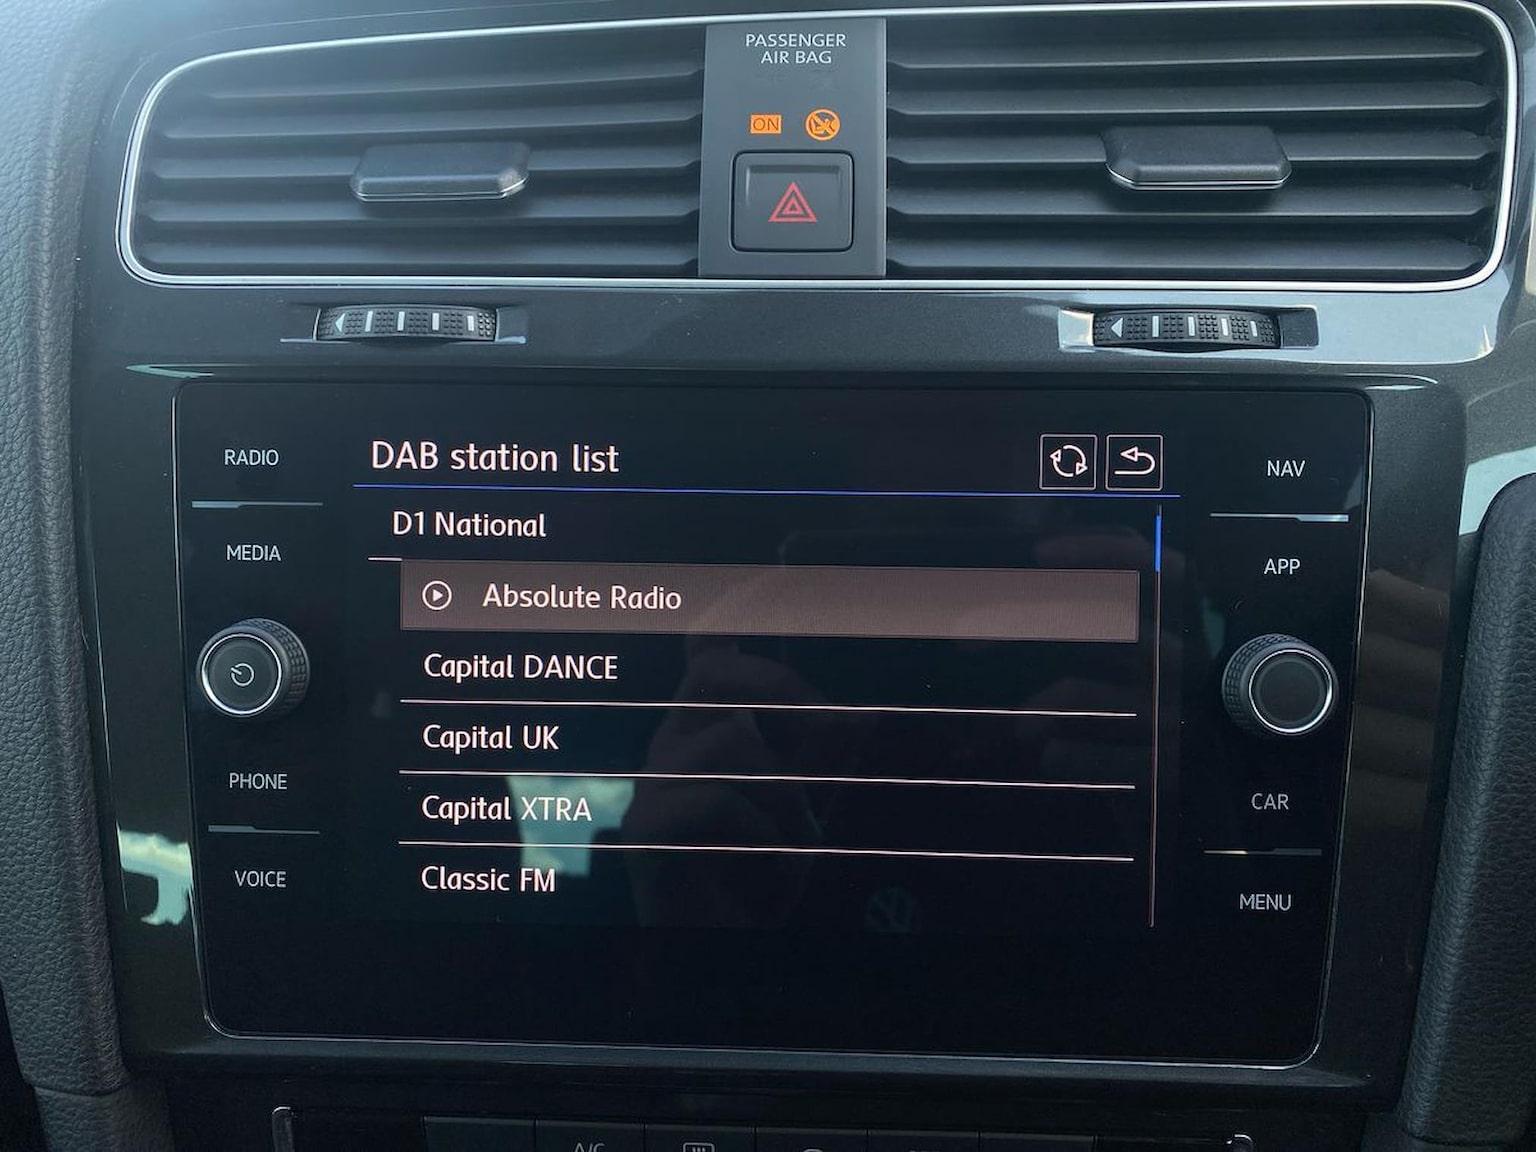 PASSENGER
AIR BAG
ON
RADIO
MEDIA
PHONE
VOICE
DAB station list
D1 National
Absolute Radio
Capital DANCE
Capital UK
Capital XTRA
Classic FM
NAV
APP
CAR
MENU
A/C